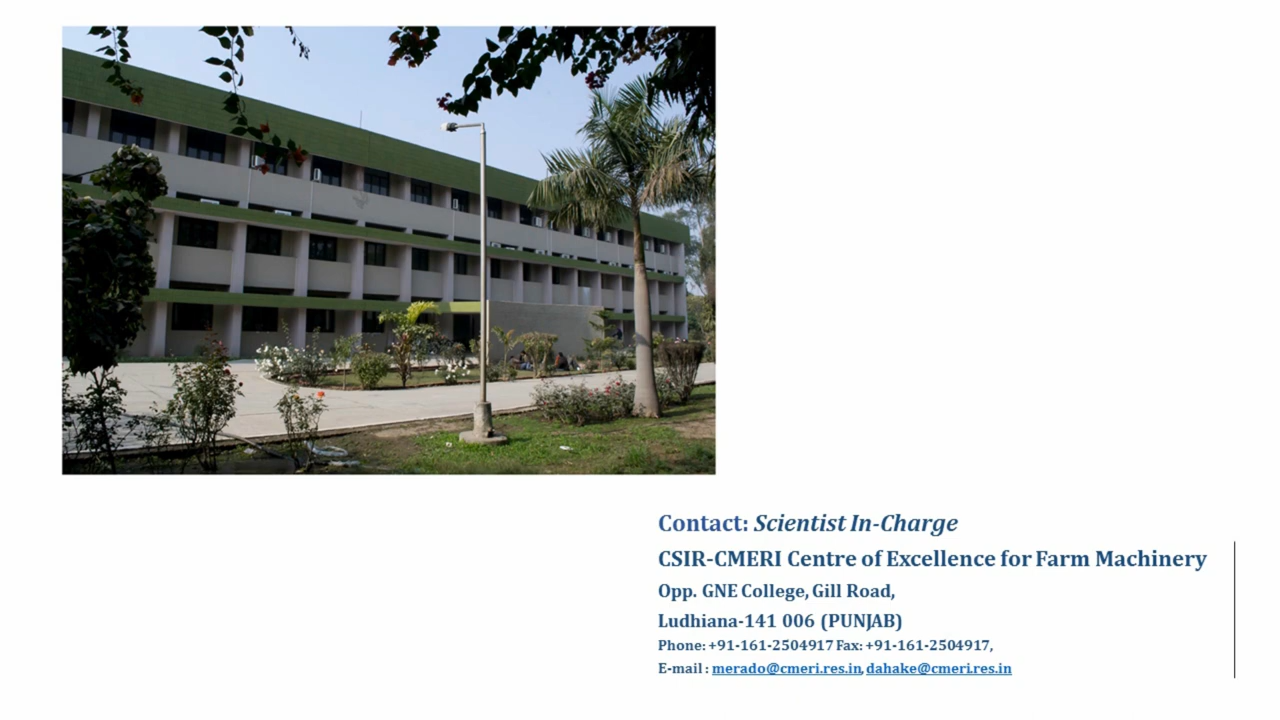 Contact: Scientist In-Charge
CSIR-CMERI Centre of Excellence for Farm Machinery
Opp. GNE College, Gill Road,
Ludhiana-141 006 (PUNJAB)
Phone: +91-161-2504917 Fax: +91-161-2504917,
E-mail : merado@cmeri.res.in, dahake@cmeri.res.in